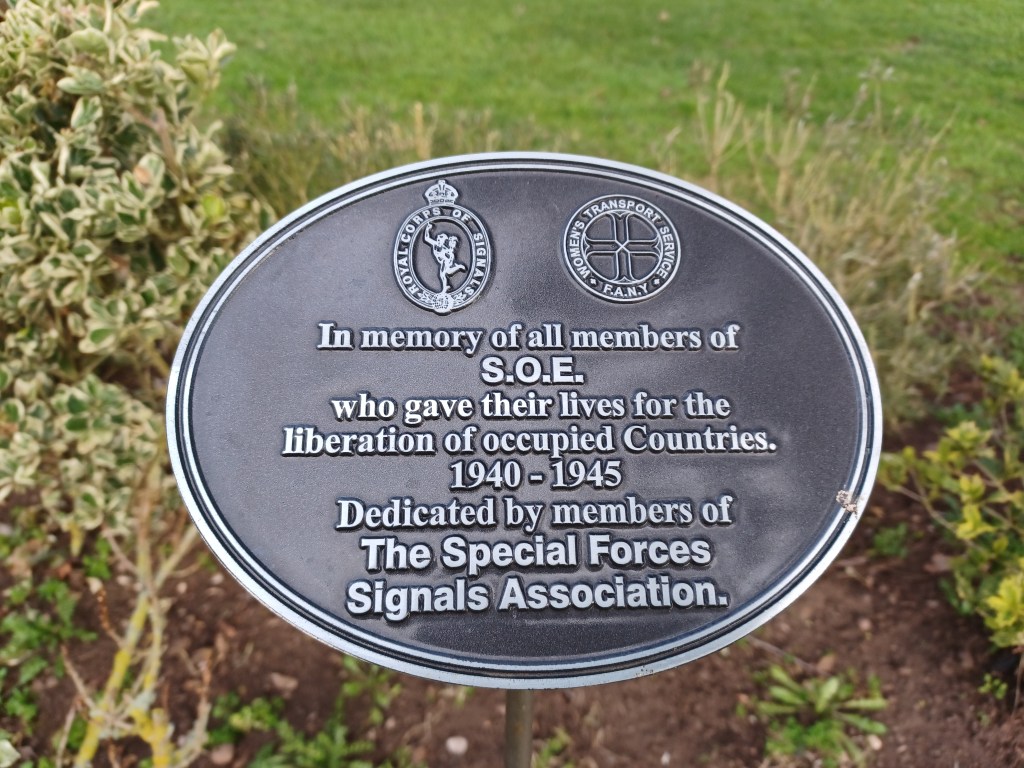 ROYAL CORPS OF SIGNALS
WOMEN'S TRANSPORT SERVICE
F.A.N.Y
In memory of all members of
S.O.E.
who gave their lives for the
liberation of occupied Countries.
1940 - 1945
Dedicated by members of
The Special Forces
Signals Association.